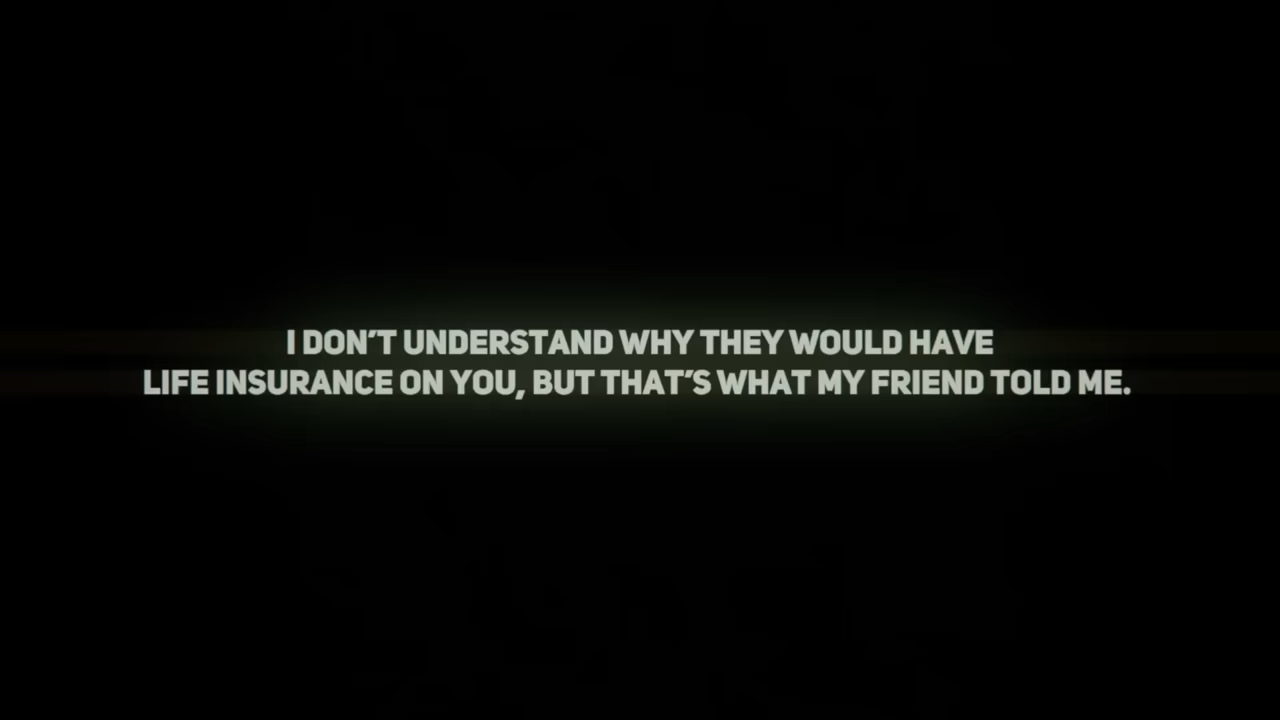 I DON'T UNDERSTAND WHY THEY WOULD HAVE
LIFE INSURANCE ON YOU, BUT THAT'S WHAT MY FRIEND TOLD ME.